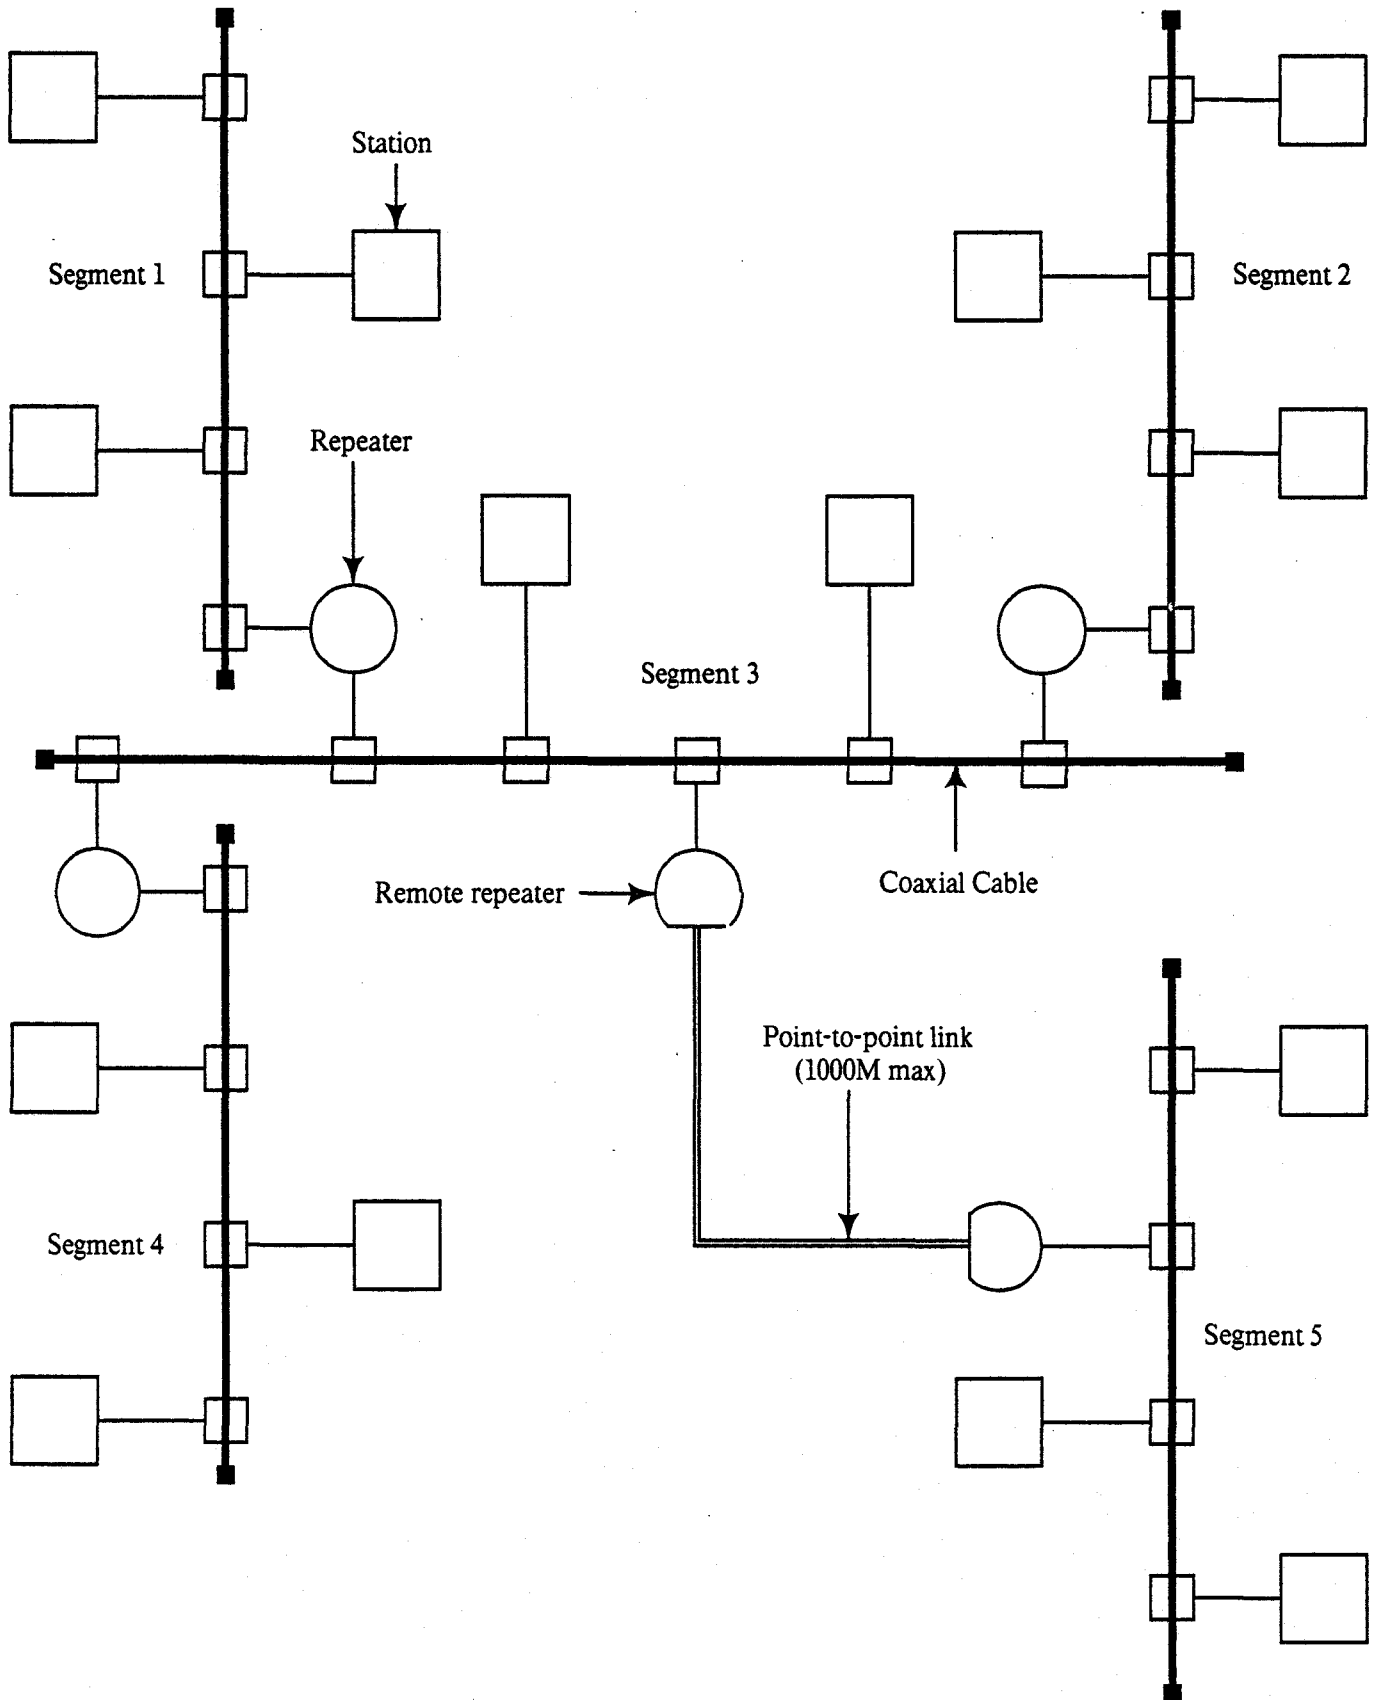 Station
Segment 1
Segment 2
Repeater
Segment 3
Remote repeater
Coaxial Cable
Point-to-point link
(1000M max)
Segment 4
Segment 5